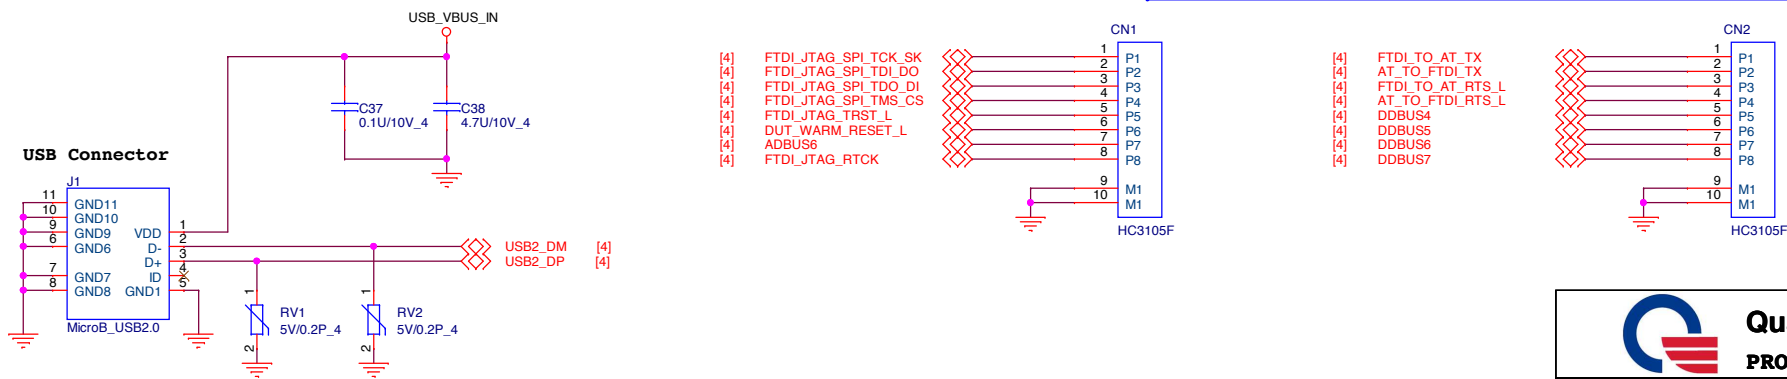 USB_VBUS_IN
C37
0.1U/10V_4
C38
4.7U/10V_4
USB Connector
J1
11 GND11
10 GND10
9 GND9 VDD 1
6 GND6 D- 2
D+ 3
7 GND7 ID 4
8 GND8 GND1 5
MicroB_USB2.0
USB2_DM [4]
USB2_DP [4]
1 RV1 5V/0.2P_4 2
1 RV2 5V/0.2P_4 2
CN1
[4] FTDI_JTAG_SPI_TCK_SK 1 P1
[4] FTDI_JTAG_SPI_TDI_DO 2 P2
[4] FTDI_JTAG_SPI_TDO_DI 3 P3
[4] FTDI_JTAG_SPI_TMS_CS 4 P4
[4] FTDI_JTAG_TRST_L 5 P5
[4] DUT_WARM_RESET_L 6 P6
[4] ADBUS6 7 P7
[4] FTDI_JTAG_RTCK 8 P8
9 M1
10 M1
HC3105F
CN2
[4] FTDI_TO_AT_TX 1 P1
[4] AT_TO_FTDI_TX 2 P2
[4] FTDI_TO_AT_RTS_L 3 P3
[4] AT_TO_FTDI_RTS_L 4 P4
[4] DDBUS4 5 P5
[4] DDBUS5 6 P6
[4] DDBUS6 7 P7
[4] DDBUS7 8 P8
9 M1
10 M1
HC3105F